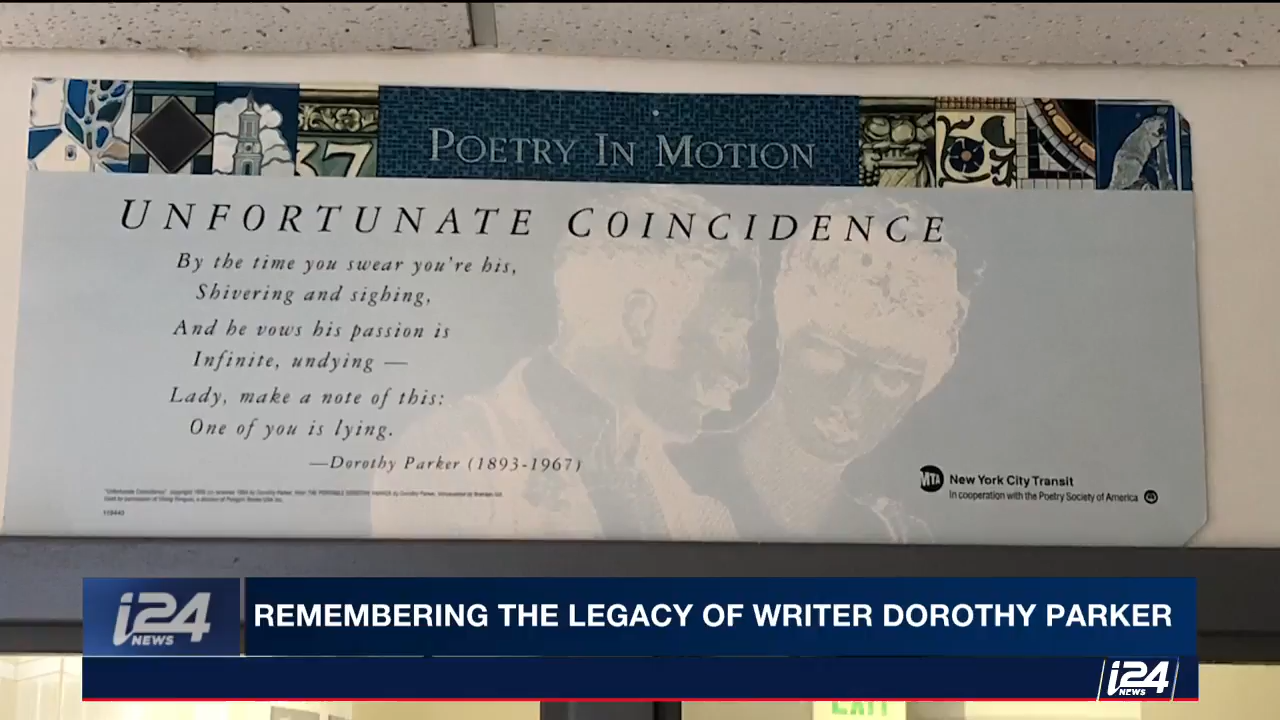 37
POETRY IN MOTION
UNFORTUNATE COINCIDENCE
By the time you swear you're his,
Shivering and sighing,
And he vows his passion is
Infinite, undying —
Lady, make a note of this:
One of you is lying.
—Dorothy Parker (1893-1967)
MTA New York City Transit
In cooperation with the Poetry Society of America
i24 NEWS
REMEMBERING THE LEGACY OF WRITER DOROTHY PARKER
i24 NEWS
EXIT